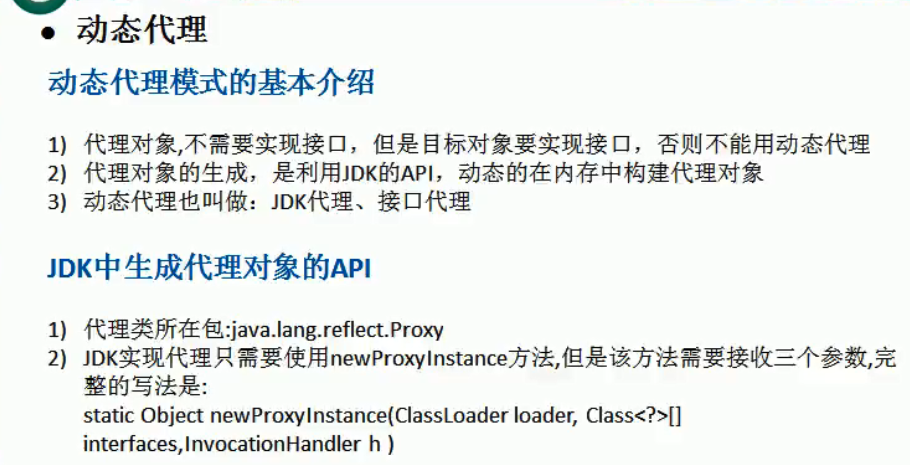 ● 动态代理
动态代理模式的基本介绍
1) 代理对象,不需要实现接口，但是目标对象要实现接口，否则不能用动态代理
2) 代理对象的生成，是利用JDK的API，动态的在内存中构建代理对象
3) 动态代理也叫做：JDK代理、接口代理
JDK中生成代理对象的API
1) 代理类所在包:java.lang.reflect.Proxy
2) JDK实现代理只需要使用newProxyInstance方法,但是该方法需要接收三个参数,完
整的写法是:
static Object newProxyInstance(ClassLoader loader, Class<?>[]
interfaces,InvocationHandler h )